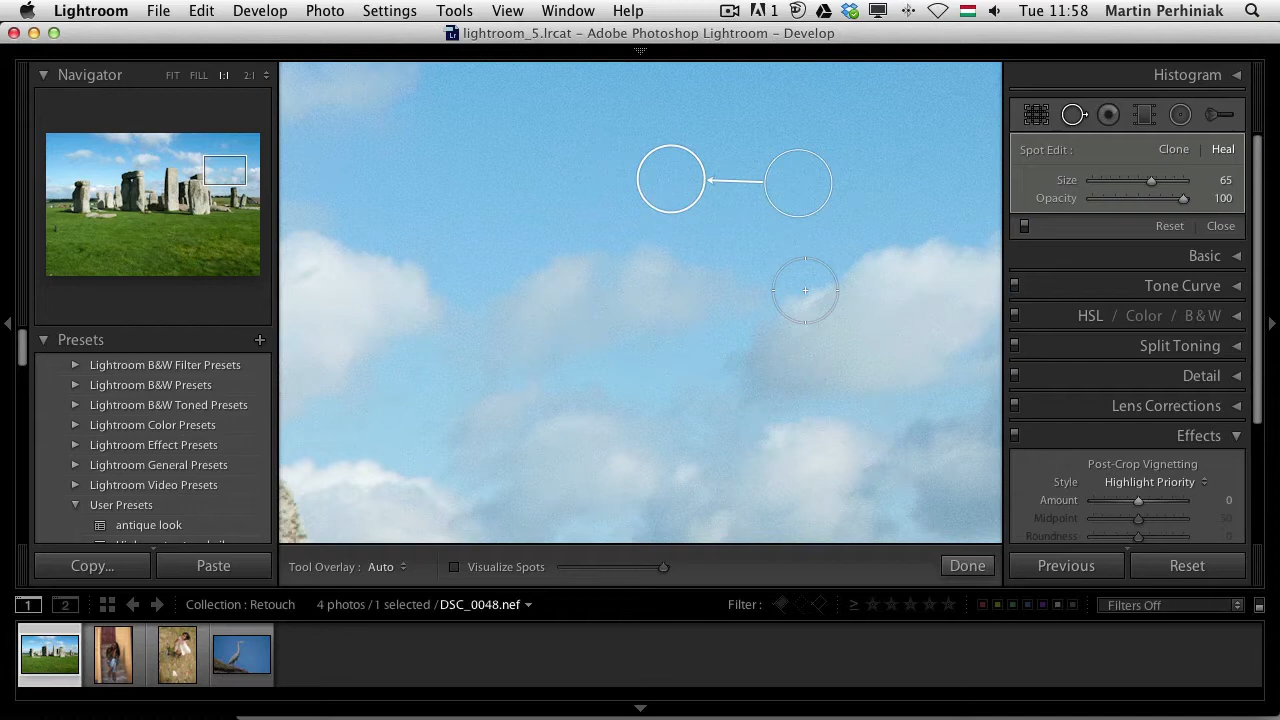 Lightroom File Edit Develop Photo Settings Tools View Window Help 1 Tue 11:58 Martin Perhiniak
Lr lightroom_5.lrcat – Adobe Photoshop Lightroom – Develop
Navigator FIT FILL 1:1 2:1
Histogram
Spot Edit : Clone | Heal
Size 65
Opacity 100
Reset Close
Basic
Tone Curve
HSL / Color / B & W
Split Toning
Detail
Lens Corrections
Effects
Post-Crop Vignetting
Style Highlight Priority
Amount 0
Midpoint 50
Roundness 0
Presets +
Lightroom B&W Filter Presets
Lightroom B&W Presets
Lightroom B&W Toned Presets
Lightroom Color Presets
Lightroom Effect Presets
Lightroom General Presets
Lightroom Video Presets
User Presets
antique look
Copy... Paste
Tool Overlay : Auto Visualize Spots Done
Previous Reset
1 2 Collection : Retouch 4 photos / 1 selected / DSC_0048.nef Filter : ≥ Filters Off